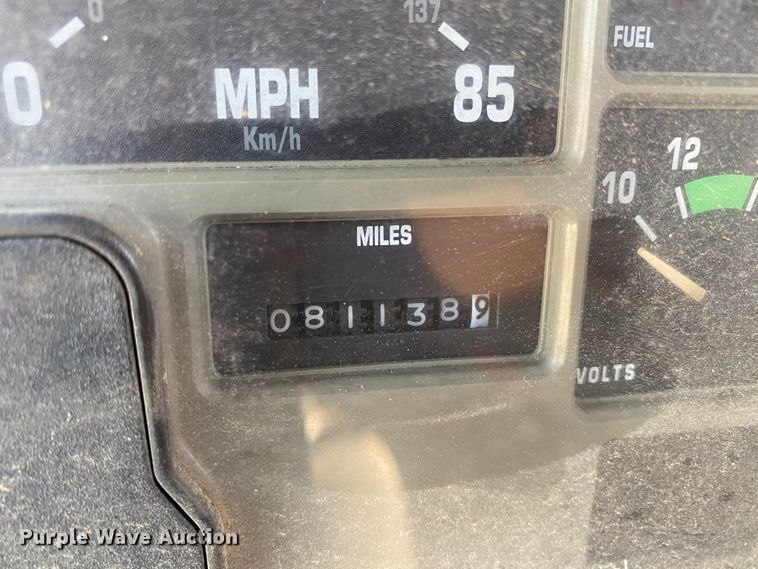 0 137
FUEL
0 MPH 85
Km/h
12
10
MILES
0811389
VOLTS
Purple Wave Auction